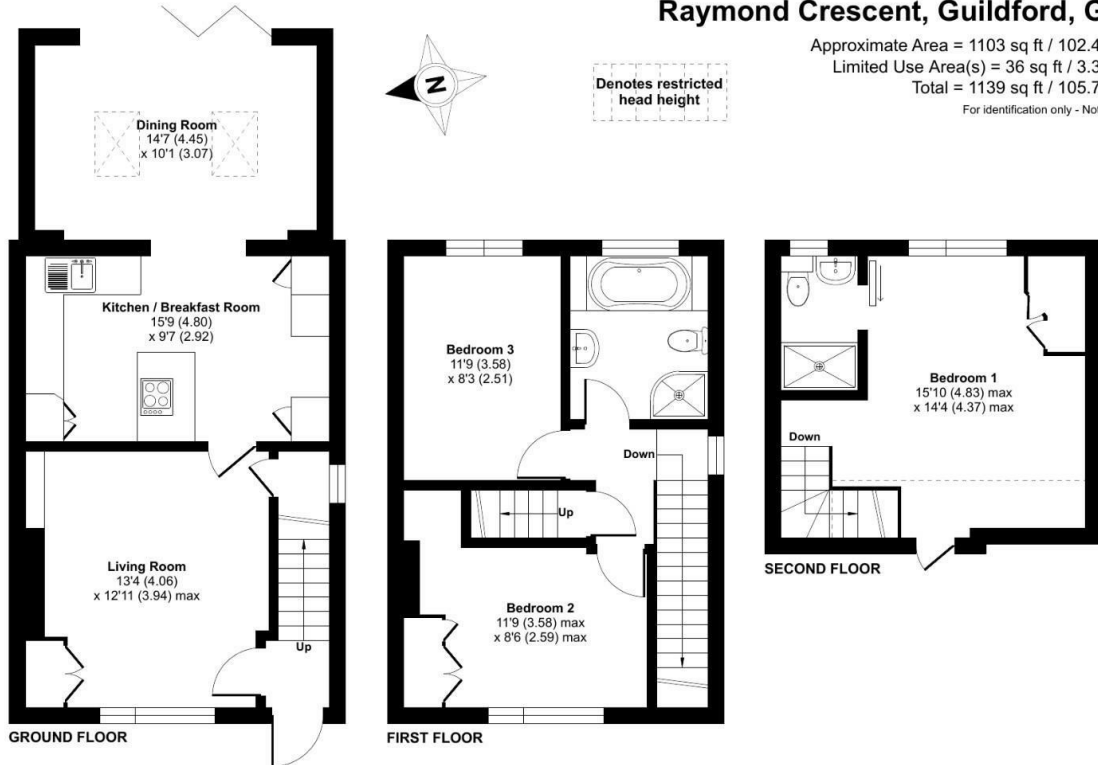 Raymond Crescent, Guildford, G
Approximate Area = 1103 sq ft / 102.4
Limited Use Area(s) = 36 sq ft / 3.3
Total = 1139 sq ft / 105.7
For identification only - Not
N
Denotes restricted
head height
Dining Room
14'7 (4.45)
x 10'1 (3.07)
Kitchen / Breakfast Room
15'9 (4.80)
x 9'7 (2.92)
Living Room
13'4 (4.06)
x 12'11 (3.94) max
Up
GROUND FLOOR
Bedroom 3
11'9 (3.58)
x 8'3 (2.51)
Down
Up
Bedroom 2
11'9 (3.58) max
x 8'6 (2.59) max
FIRST FLOOR
Bedroom 1
15'10 (4.83) max
x 14'4 (4.37) max
Down
SECOND FLOOR